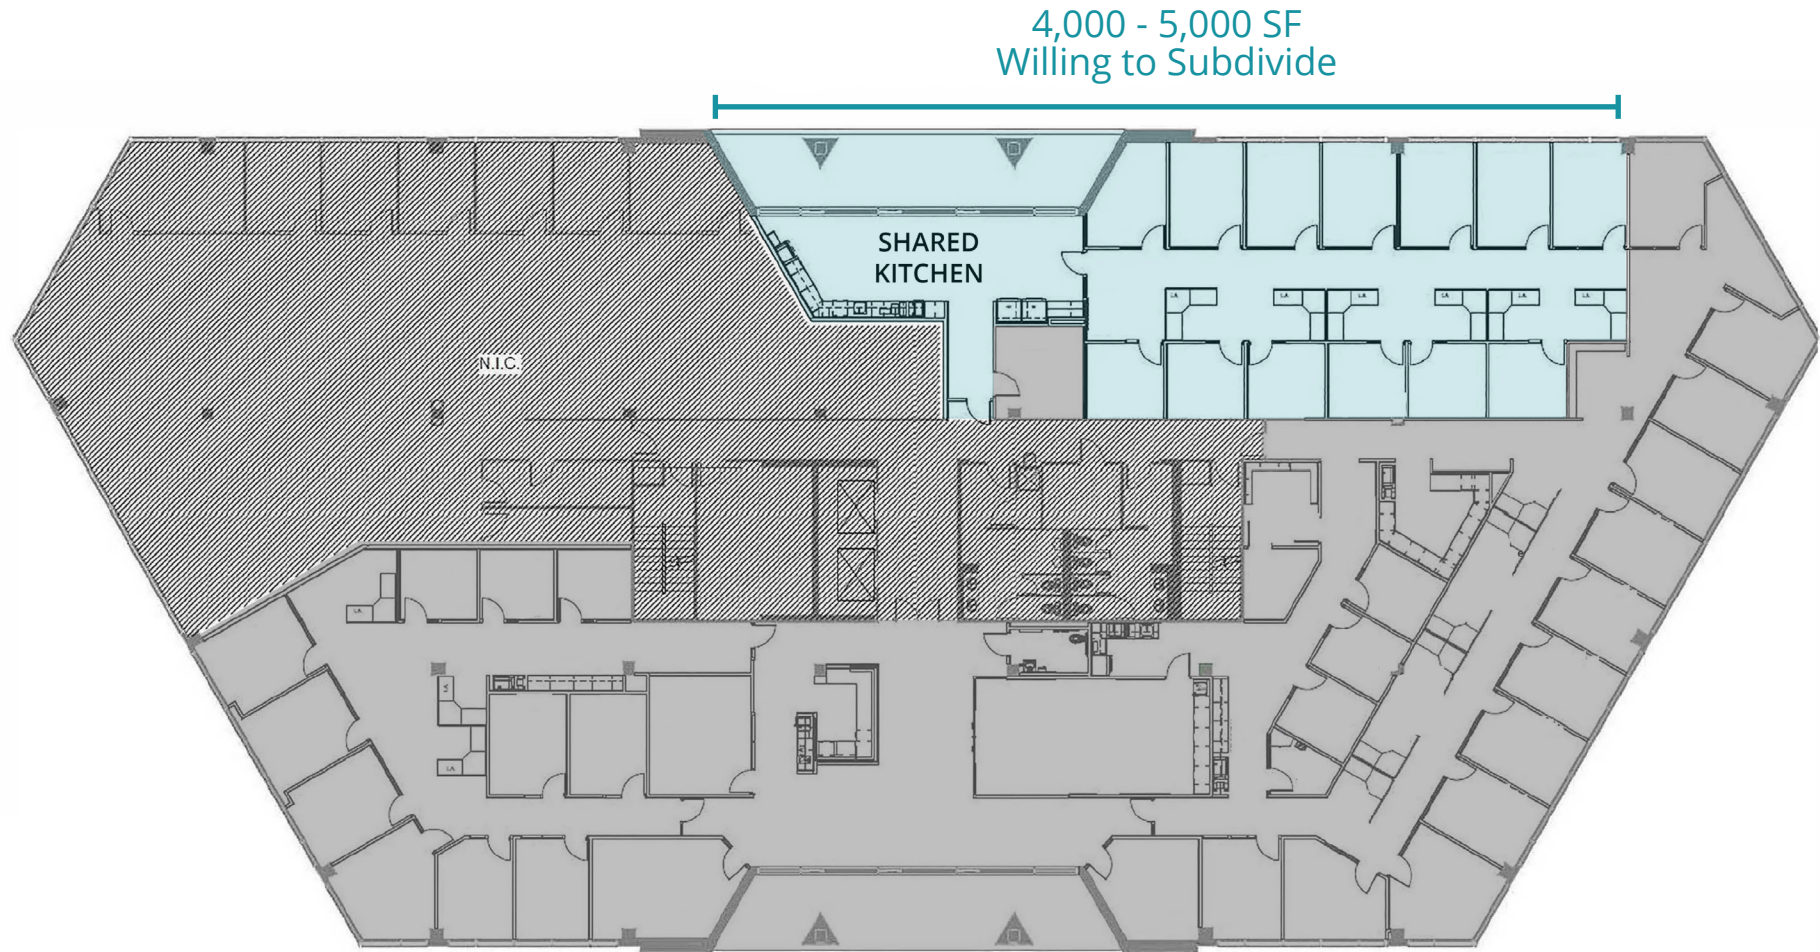 4,000 - 5,000 SF
Willing to Subdivide
SHARED
KITCHEN
N.I.C.